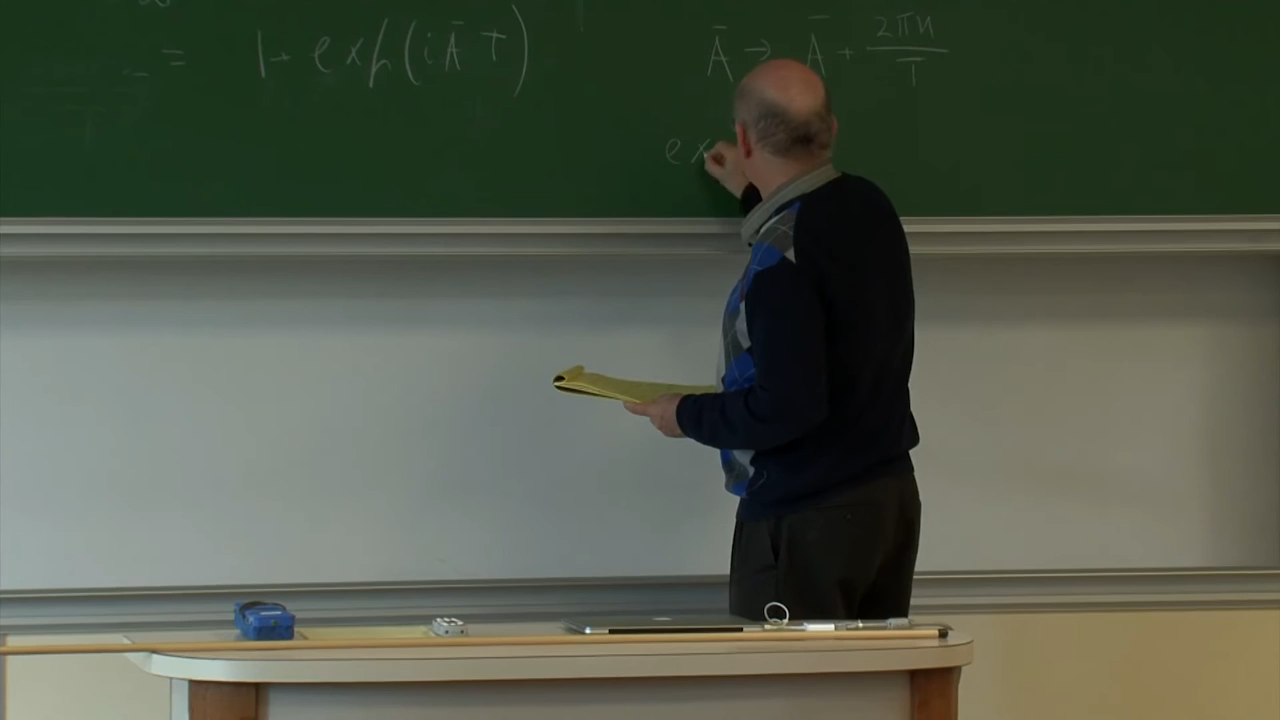 = 1+ exp(iĀT)
Ā → Ā + 2πn/T
ex